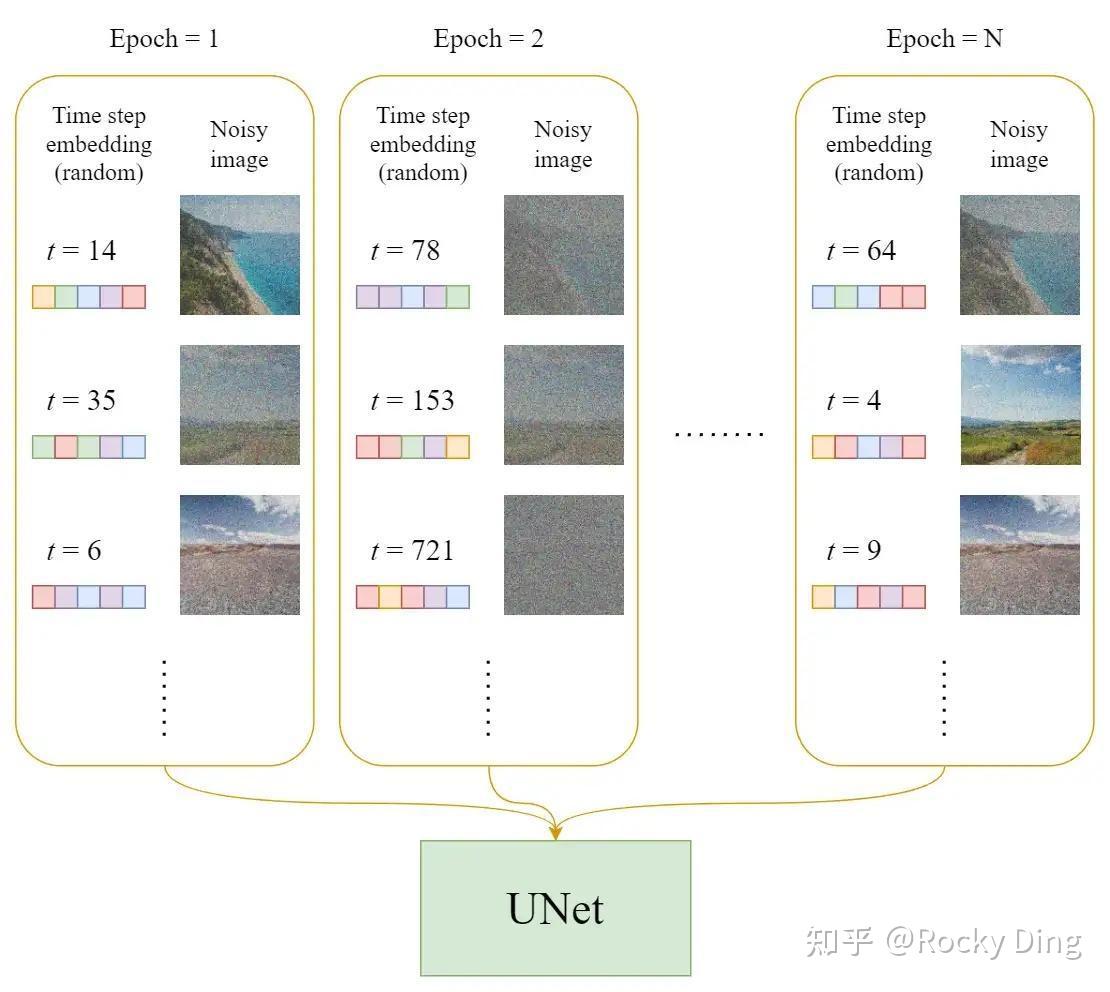 Epoch = 1
Time step
embedding
(random)
Noisy
image
t = 14
t = 35
t = 6
Epoch = 2
Time step
embedding
(random)
Noisy
image
t = 78
t = 153
t = 721
Epoch = N
Time step
embedding
(random)
Noisy
image
t = 64
t = 4
t = 9
UNet
知乎 @Rocky Ding